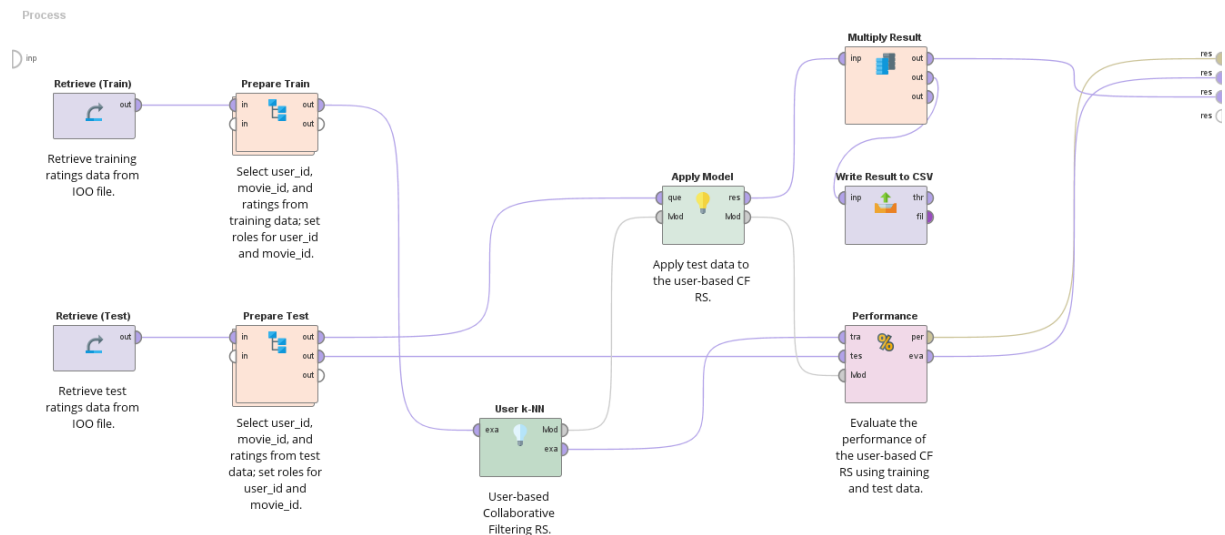 Process
inp
Retrieve (Train)
out
Retrieve training
ratings data from
IOO file.
Prepare Train
in
in
out
out
Select user_id,
movie_id, and
ratings from
training data; set
roles for user_id
and movie_id.
Retrieve (Test)
out
Retrieve test
ratings data from
IOO file.
Prepare Test
in
in
out
out
out
Select user_id,
movie_id, and
ratings from test
data; set roles for
user_id and
movie_id.
User k-NN
exa
Mod
exa
User-based
Collaborative
Filtering RS.
Apply Model
que
Mod
res
Mod
Apply test data to
the user-based CF
RS.
Multiply Result
inp
out
out
out
Write Result to CSV
inp
thr
fil
Performance
tra
tes
Mod
per
eva
Evaluate the
performance of
the user-based CF
RS using training
and test data.
res
res
res
res